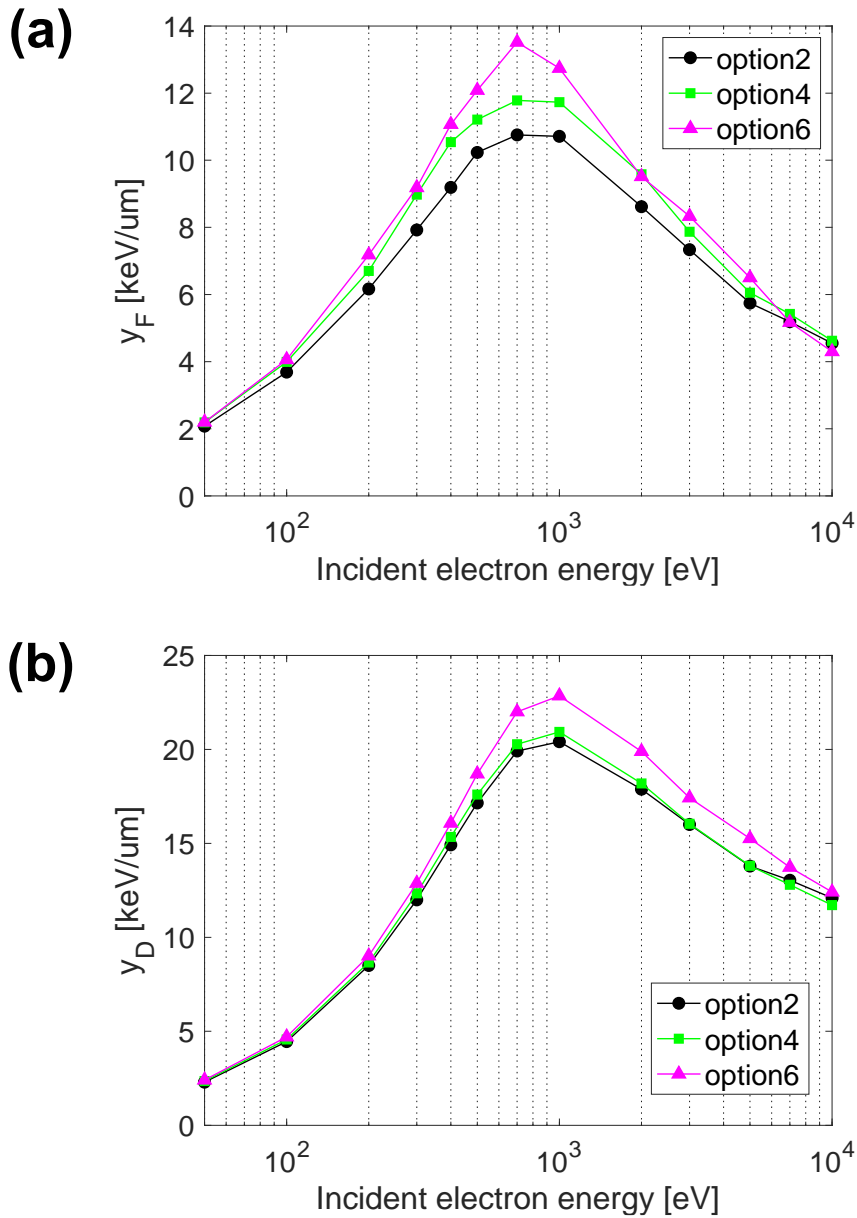 (a)
14
12
10
8
6
4
2
0
y_F [keV/um]
option2
option4
option6
10^2
10^3
10^4
Incident electron energy [eV]
(b)
25
20
15
10
5
0
y_D [keV/um]
option2
option4
option6
10^2
10^3
10^4
Incident electron energy [eV]